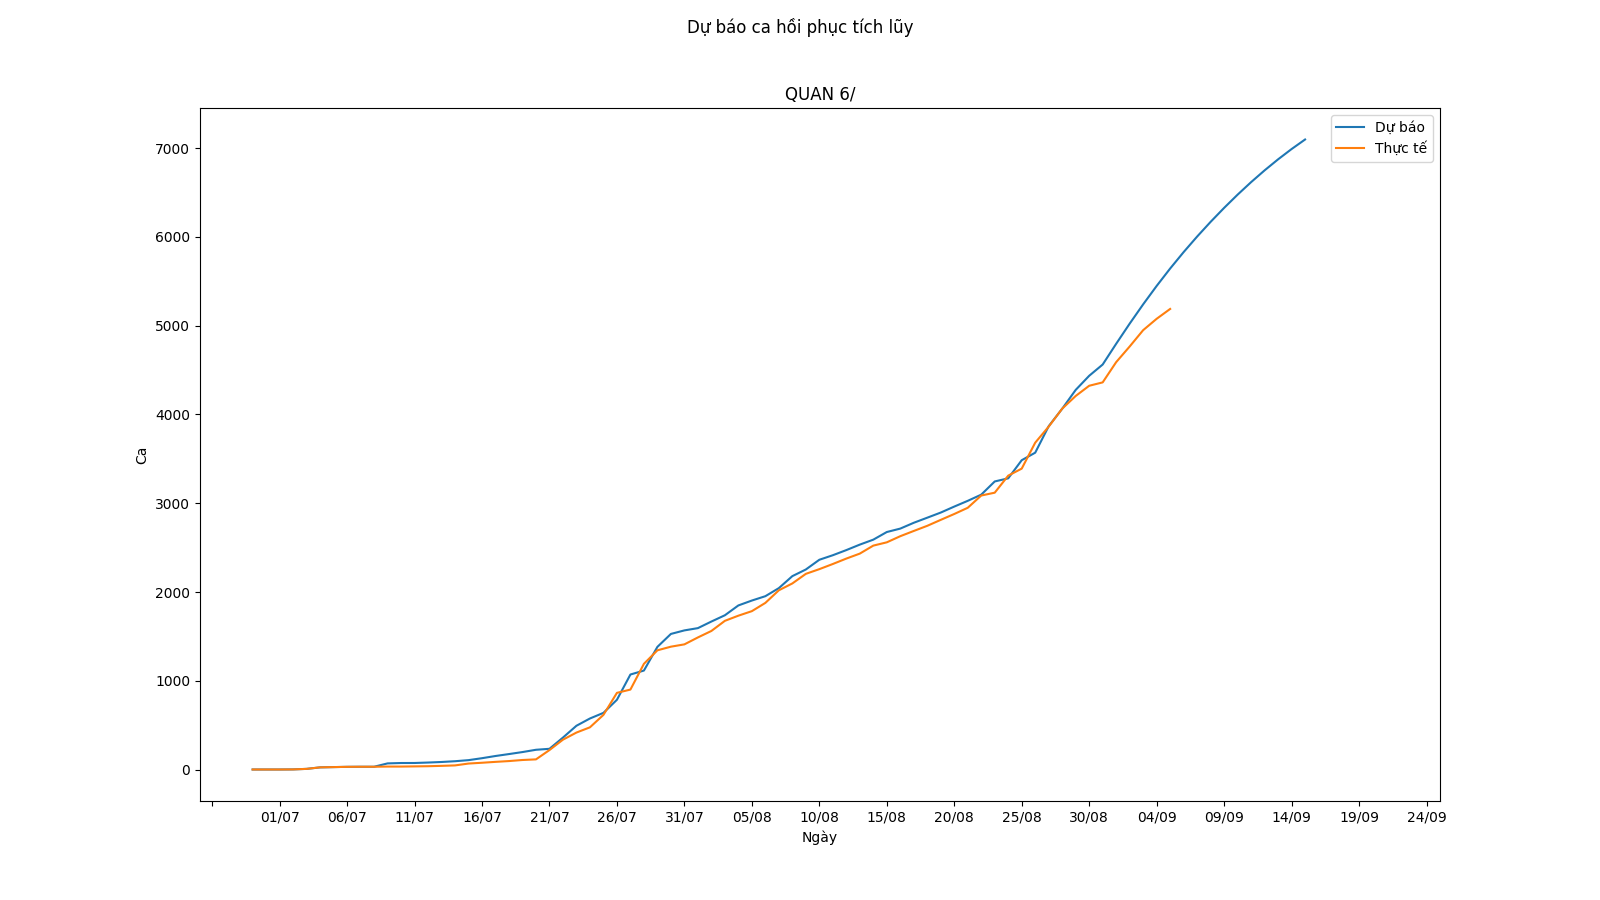 Dự báo ca hồi phục tích lũy
QUAN 6/
Dự báo
Thực tế
7000
6000
5000
4000
3000
2000
1000
0
Ca
01/07 06/07 11/07 16/07 21/07 26/07 31/07 05/08 10/08 15/08 20/08 25/08 30/08 04/09 09/09 14/09 19/09 24/09
Ngày